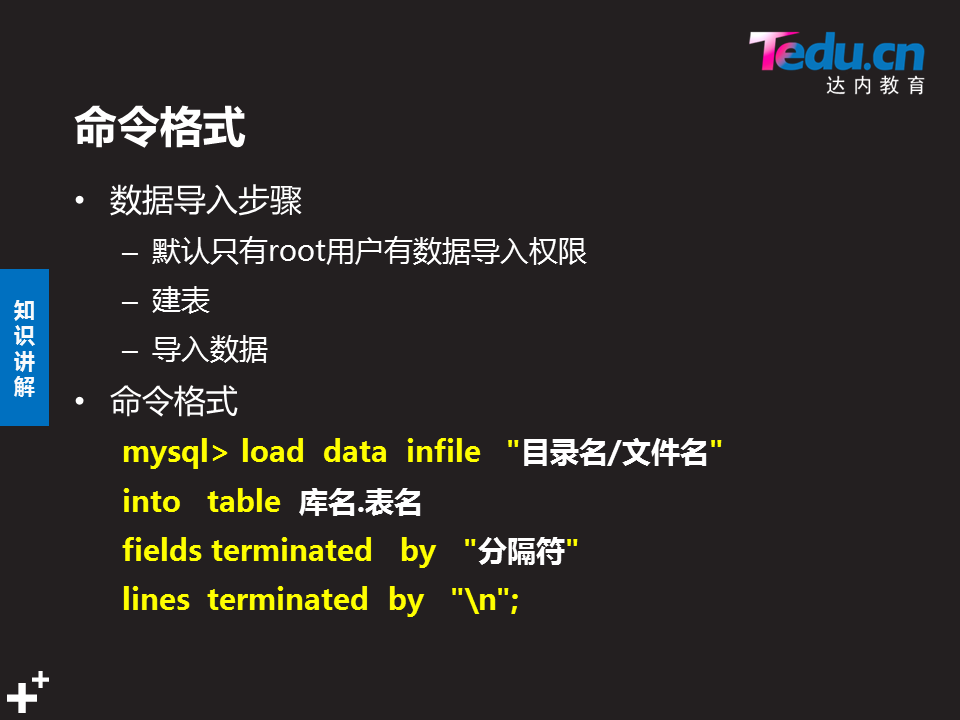 Tedu.cn
达内教育
命令格式
• 数据导入步骤
– 默认只有root用户有数据导入权限
– 建表
– 导入数据
知识讲解
• 命令格式
mysql> load data infile "目录名/文件名"
into table 库名.表名
fields terminated by "分隔符"
lines terminated by "\n";